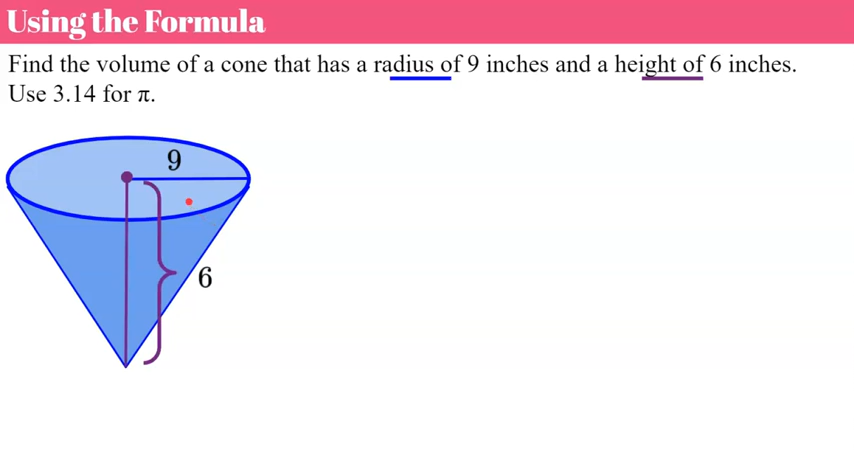 Using the Formula
Find the volume of a cone that has a radius of 9 inches and a height of 6 inches.
Use 3.14 for π.
9
6